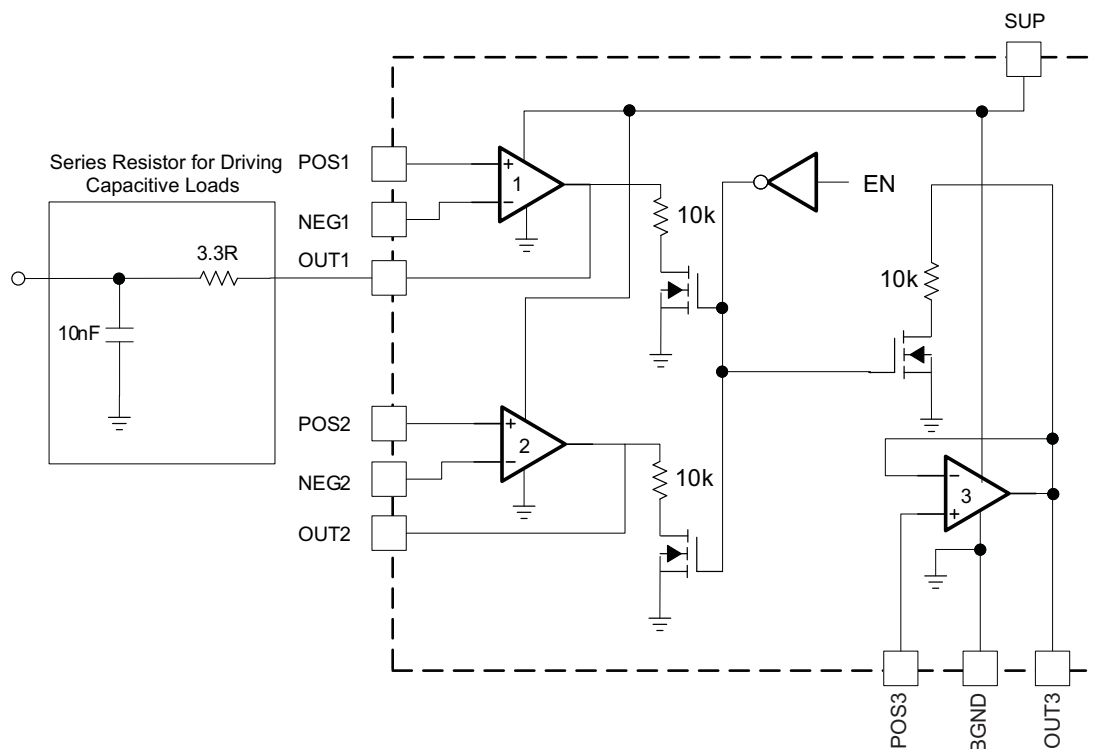 SUP
Series Resistor for Driving
Capacitive Loads
POS1
NEG1
OUT1
3.3R
10nF
+
−
1
10k
EN
10k
POS2
NEG2
OUT2
+
−
2
10k
−
+
3
POS3
BGND
OUT3